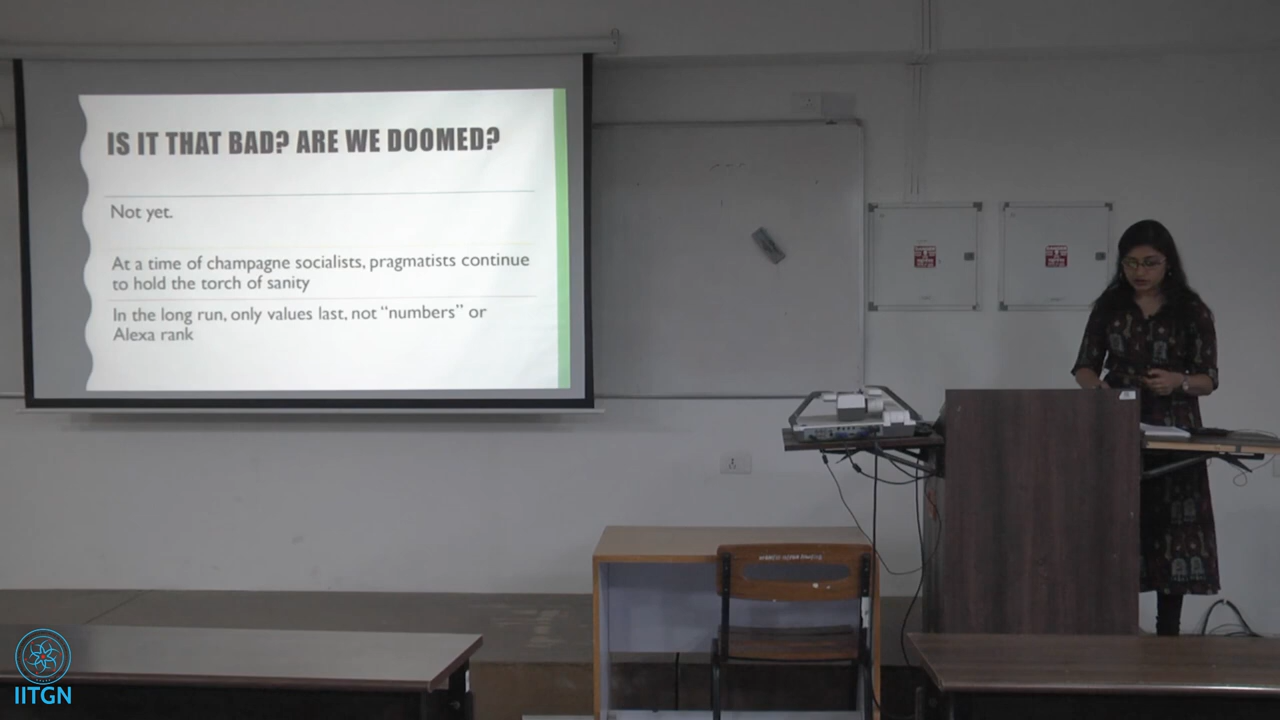 IS IT THAT BAD? ARE WE DOOMED?
Not yet.
At a time of champagne socialists, pragmatists continue
to hold the torch of sanity
In the long run, only values last, not “numbers” or
Alexa rank
IITGN